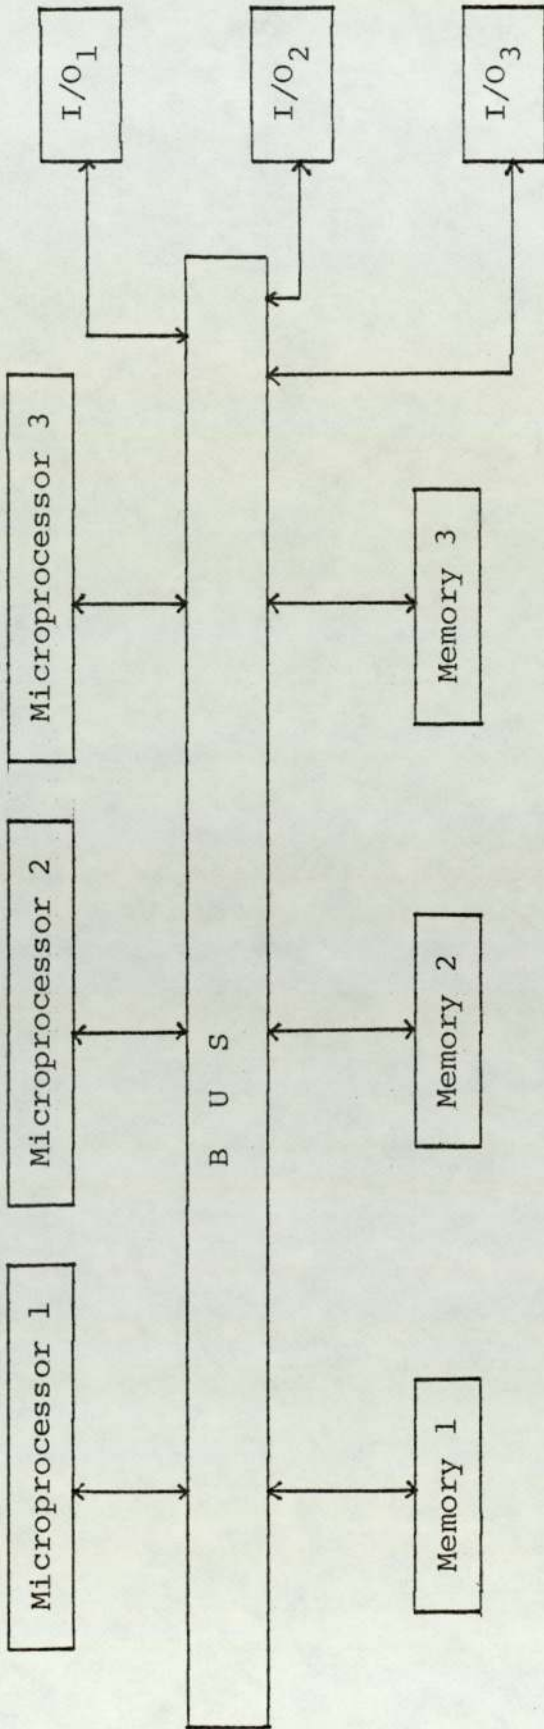 Microprocessor 1
Microprocessor 2
Microprocessor 3
I/O1
B U S
I/O2
Memory 1
Memory 2
Memory 3
I/O3